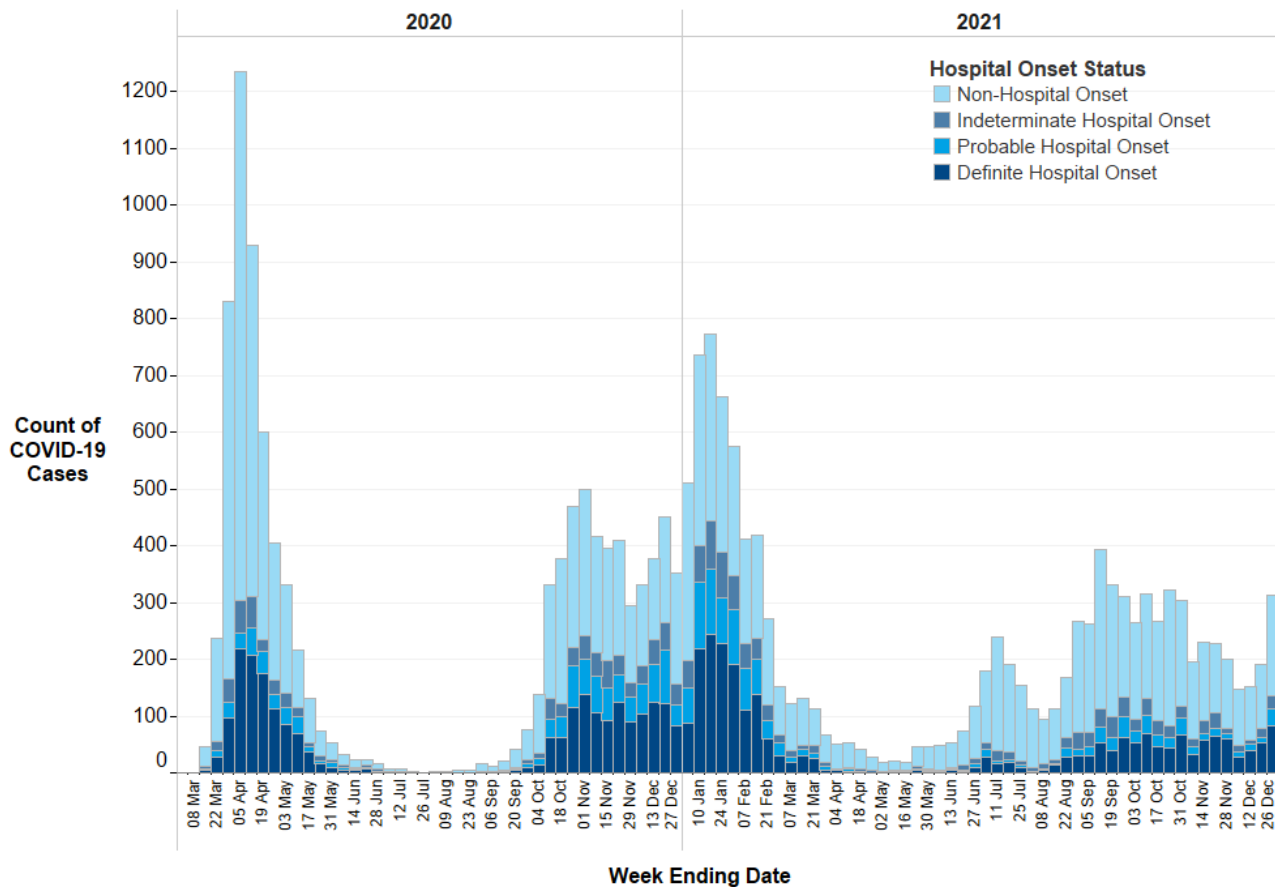 2020 2021
Hospital Onset Status
Non-Hospital Onset
Indeterminate Hospital Onset
Probable Hospital Onset
Definite Hospital Onset
1200
1100
1000
900
800
700
600
500
400
300
200
100
0
Count of
COVID-19
Cases
08 Mar
22 Mar
05 Apr
19 Apr
03 May
17 May
31 May
14 Jun
28 Jun
12 Jul
26 Jul
09 Aug
23 Aug
06 Sep
20 Sep
04 Oct
18 Oct
01 Nov
15 Nov
29 Nov
13 Dec
27 Dec
10 Jan
24 Jan
07 Feb
21 Feb
07 Mar
21 Mar
04 Apr
18 Apr
02 May
16 May
30 May
13 Jun
27 Jun
11 Jul
25 Jul
08 Aug
22 Aug
05 Sep
19 Sep
03 Oct
17 Oct
31 Oct
14 Nov
28 Nov
12 Dec
26 Dec
Week Ending Date